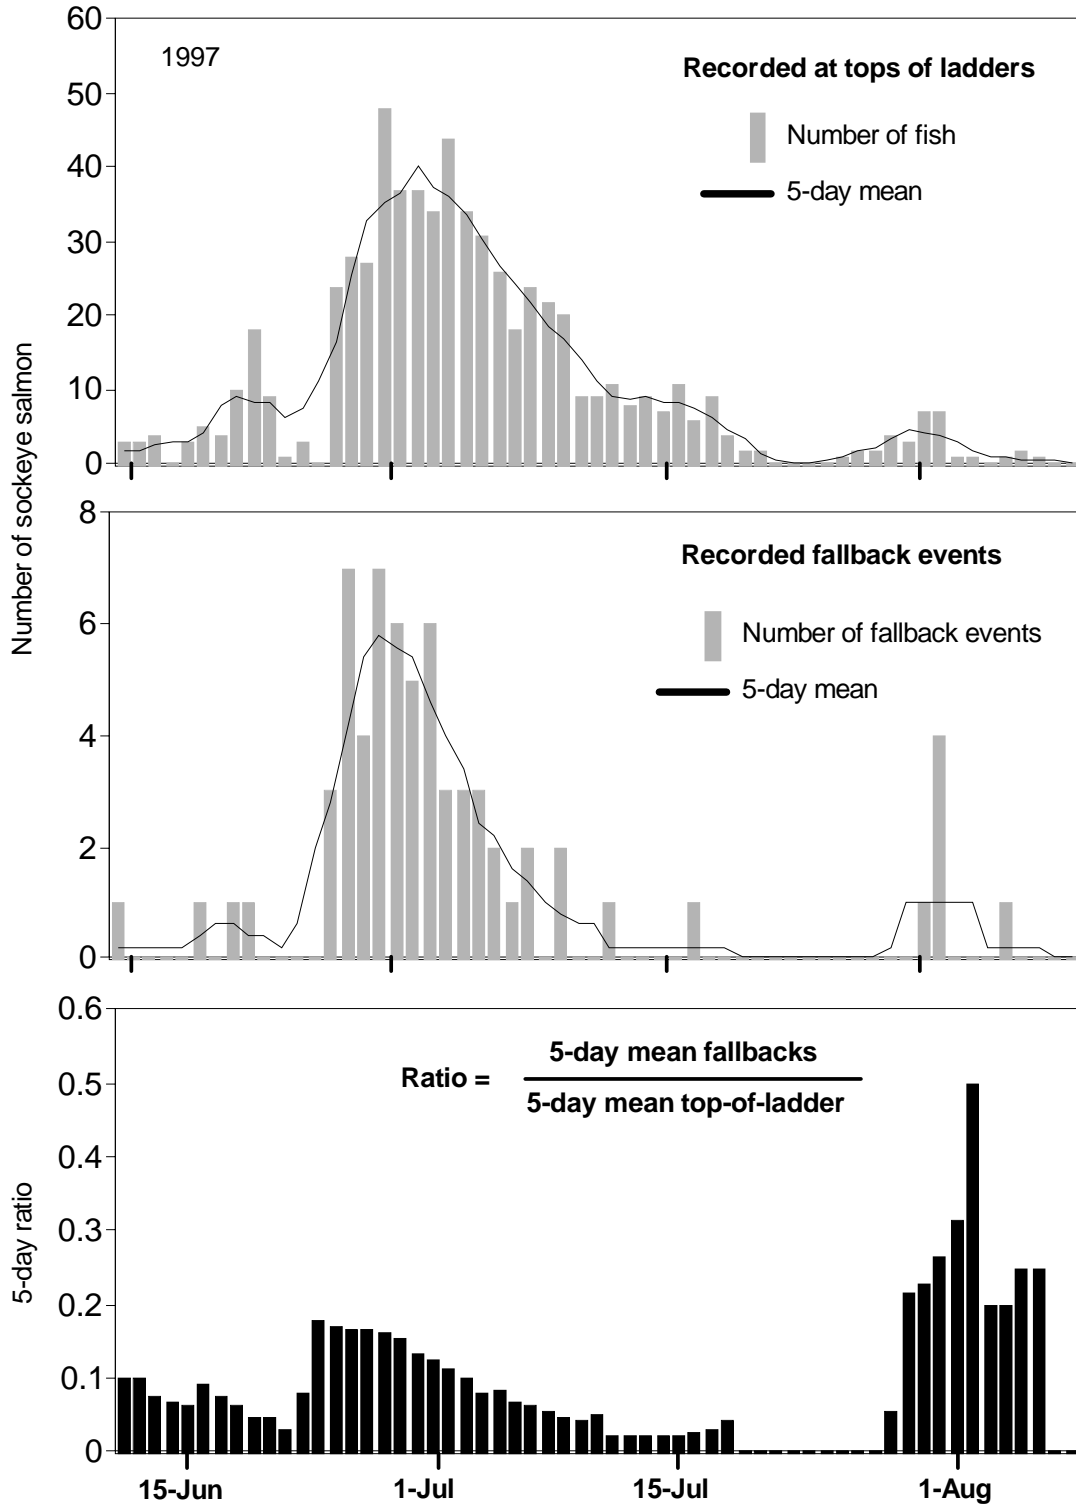 60
1997
Recorded at tops of ladders
50
Number of fish
40
5-day mean
30
20
10
0
Number of sockeye salmon
8
Recorded fallback events
6
Number of fallback events
5-day mean
4
2
0
0.6
Ratio = 5-day mean fallbacks
5-day mean top-of-ladder
0.5
0.4
0.3
0.2
0.1
0
5-day ratio
15-Jun 1-Jul 15-Jul 1-Aug